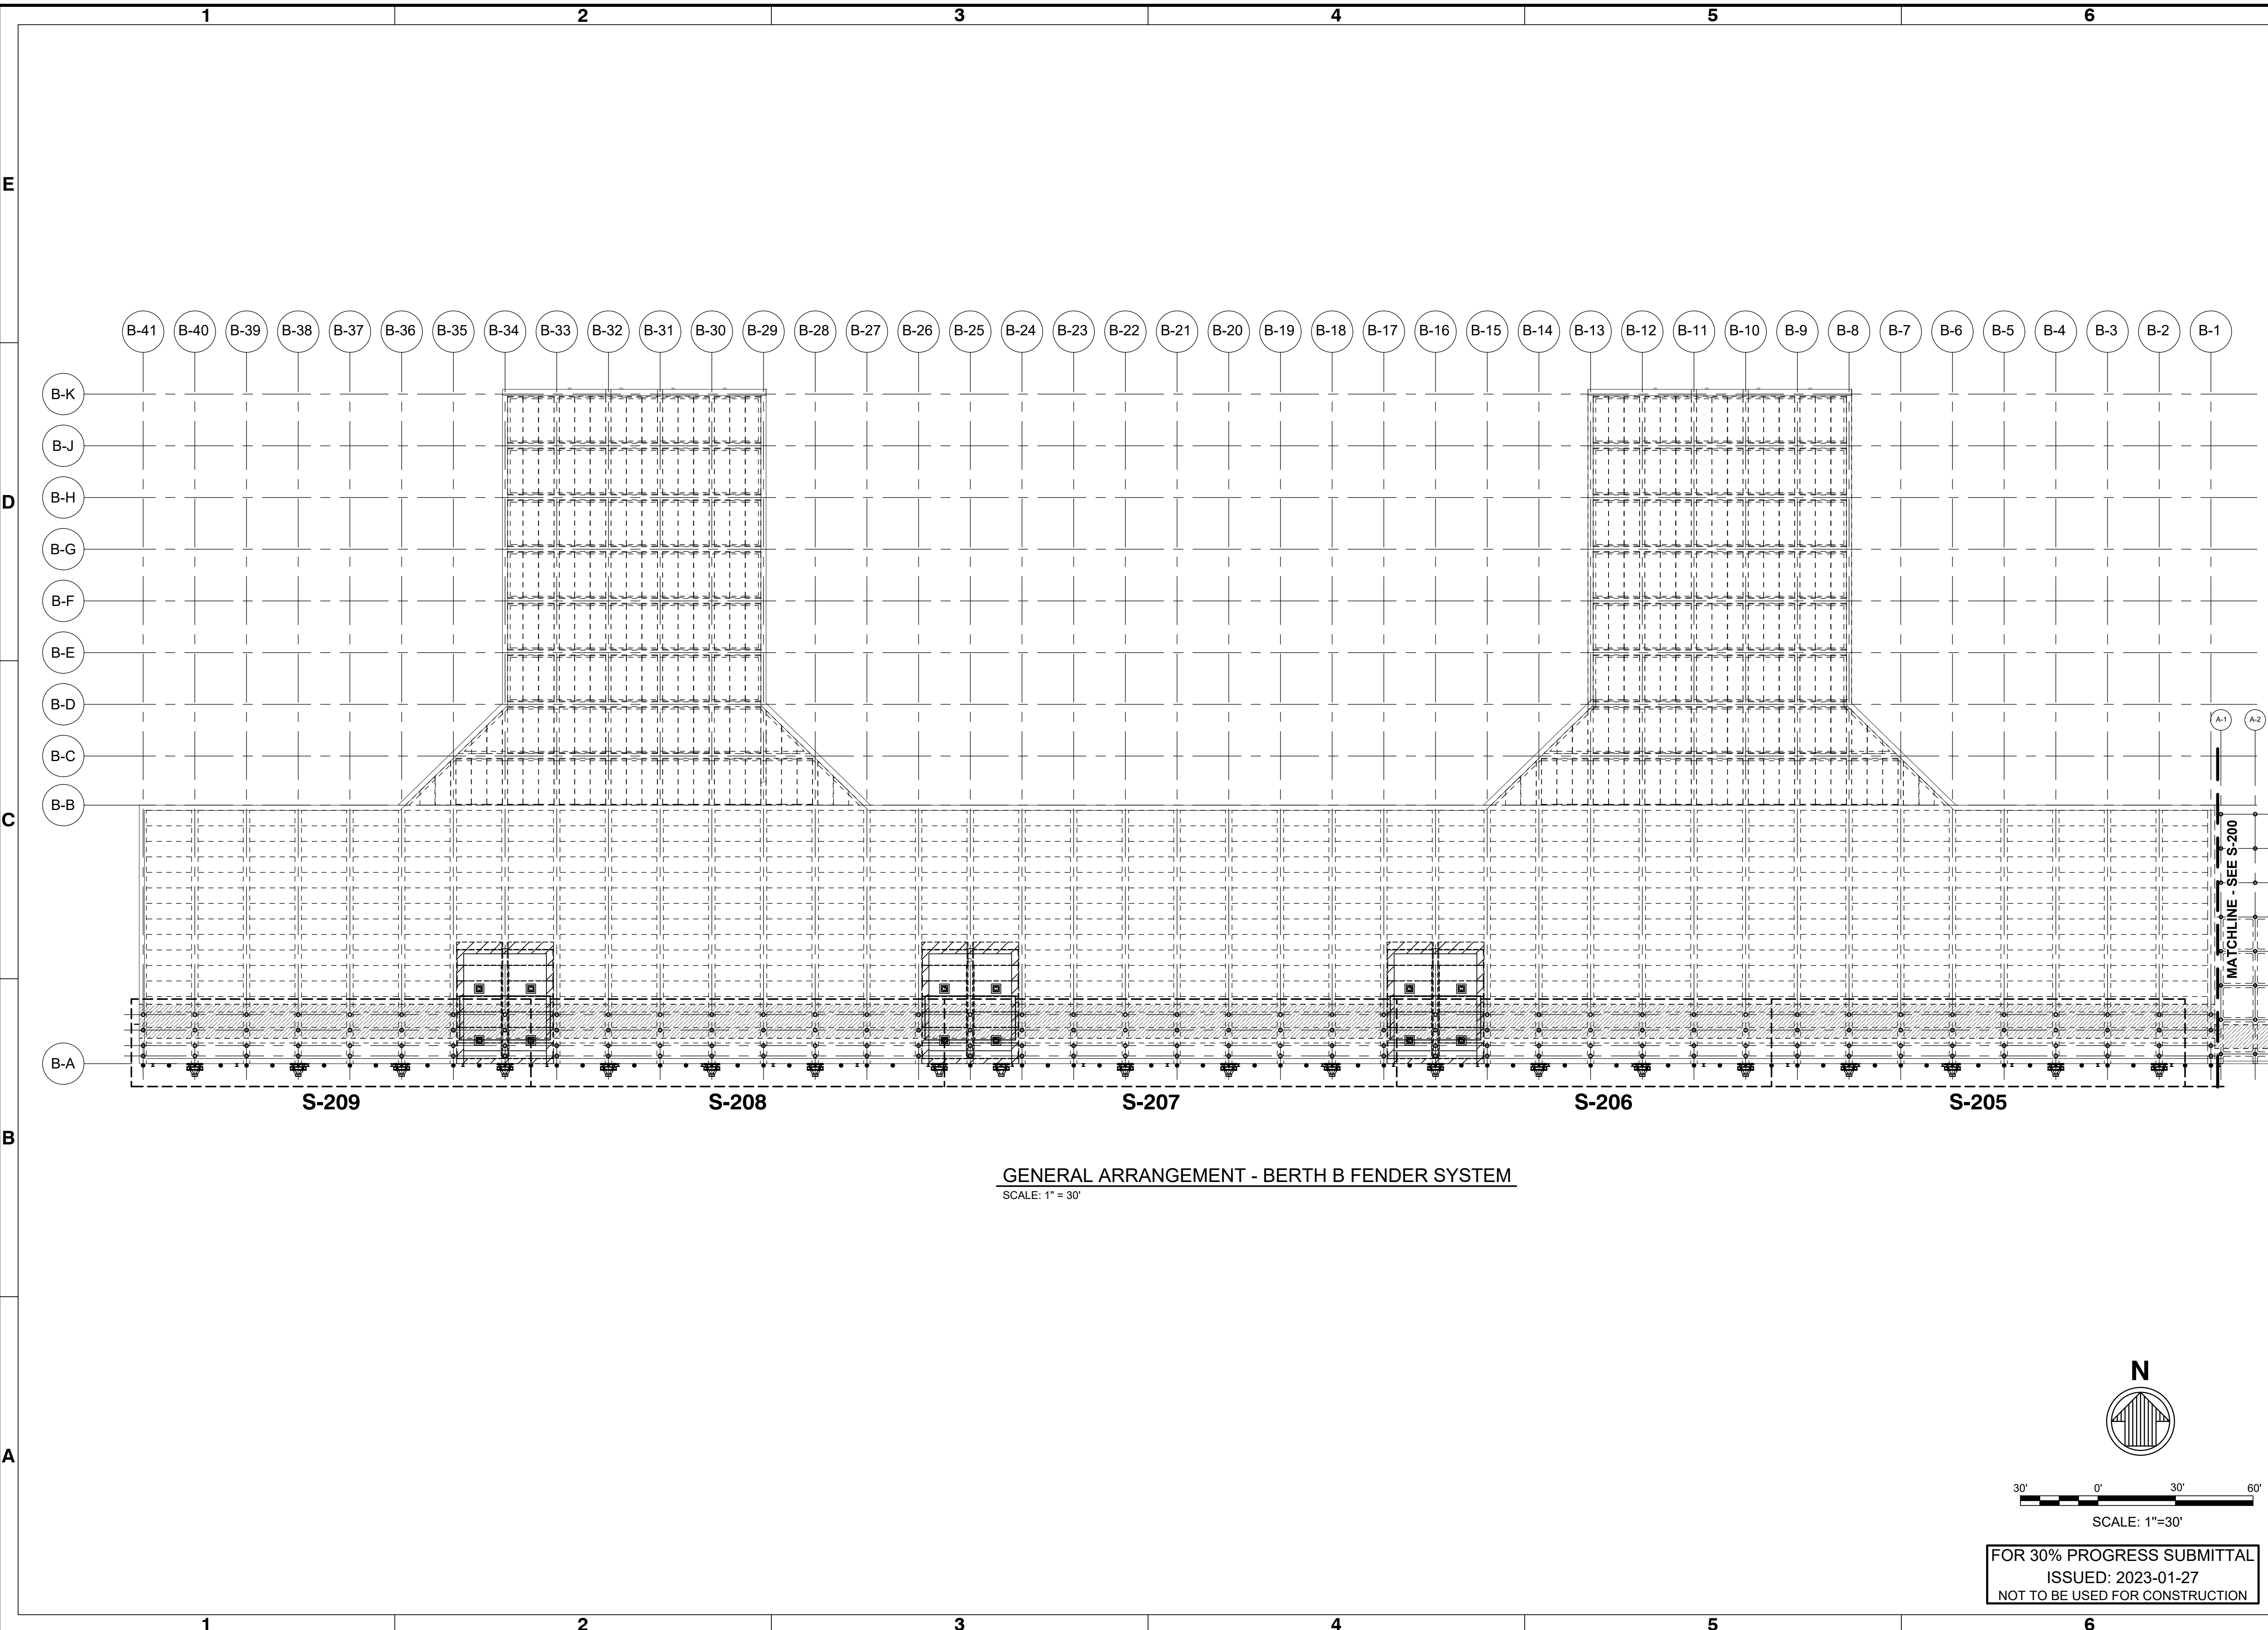 1 2 3 4 5 6
E
B-41 B-40 B-39 B-38 B-37 B-36 B-35 B-34 B-33 B-32 B-31 B-30 B-29 B-28 B-27 B-26 B-25 B-24 B-23 B-22 B-21 B-20 B-19 B-18 B-17 B-16 B-15 B-14 B-13 B-12 B-11 B-10 B-9 B-8 B-7 B-6 B-5 B-4 B-3 B-2 B-1
B-K
B-J
D
B-H
B-G
B-F
B-E
B-D
A-1 A-2
B-C
B-B
C
MATCHLINE - SEE S-200
B-A
S-209 S-208 S-207 S-206 S-205
B
GENERAL ARRANGEMENT - BERTH B FENDER SYSTEM
SCALE: 1" = 30'
N
A
30' 0' 30' 60'
SCALE: 1"=30'
FOR 30% PROGRESS SUBMITTAL
ISSUED: 2023-01-27
NOT TO BE USED FOR CONSTRUCTION
1 2 3 4 5 6